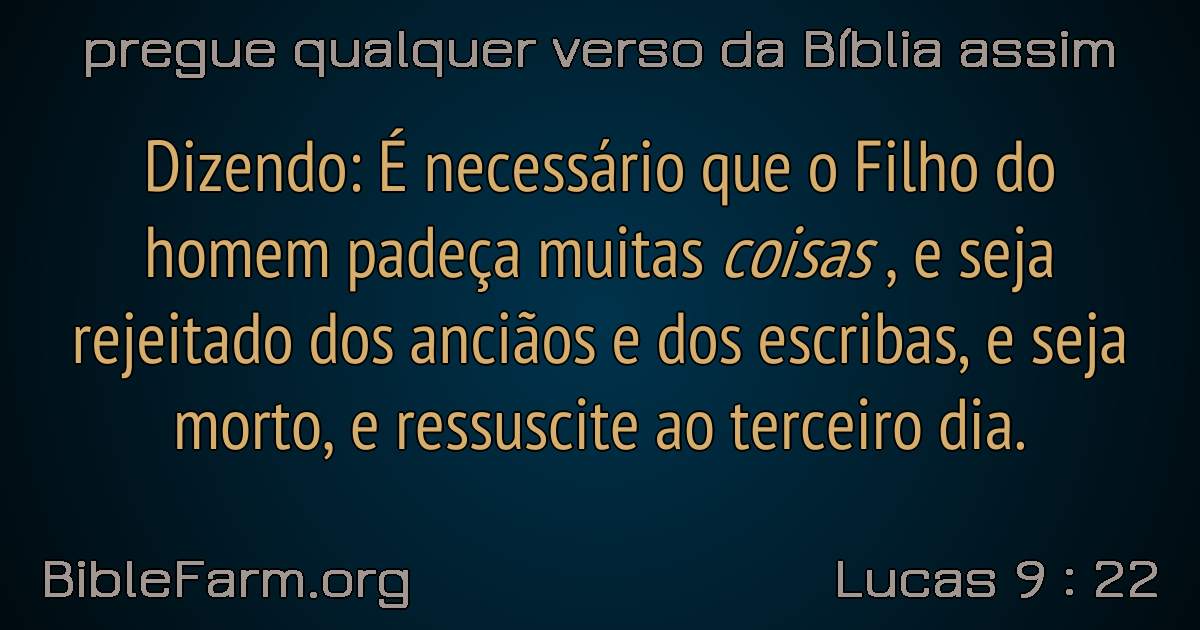 pregue qualquer verso da Bíblia assim
Dizendo: É necessário que o Filho do
homem padeça muitas coisas , e seja
rejeitado dos anciãos e dos escribas, e seja
morto, e ressuscite ao terceiro dia.
BibleFarm.org
Lucas 9 : 22